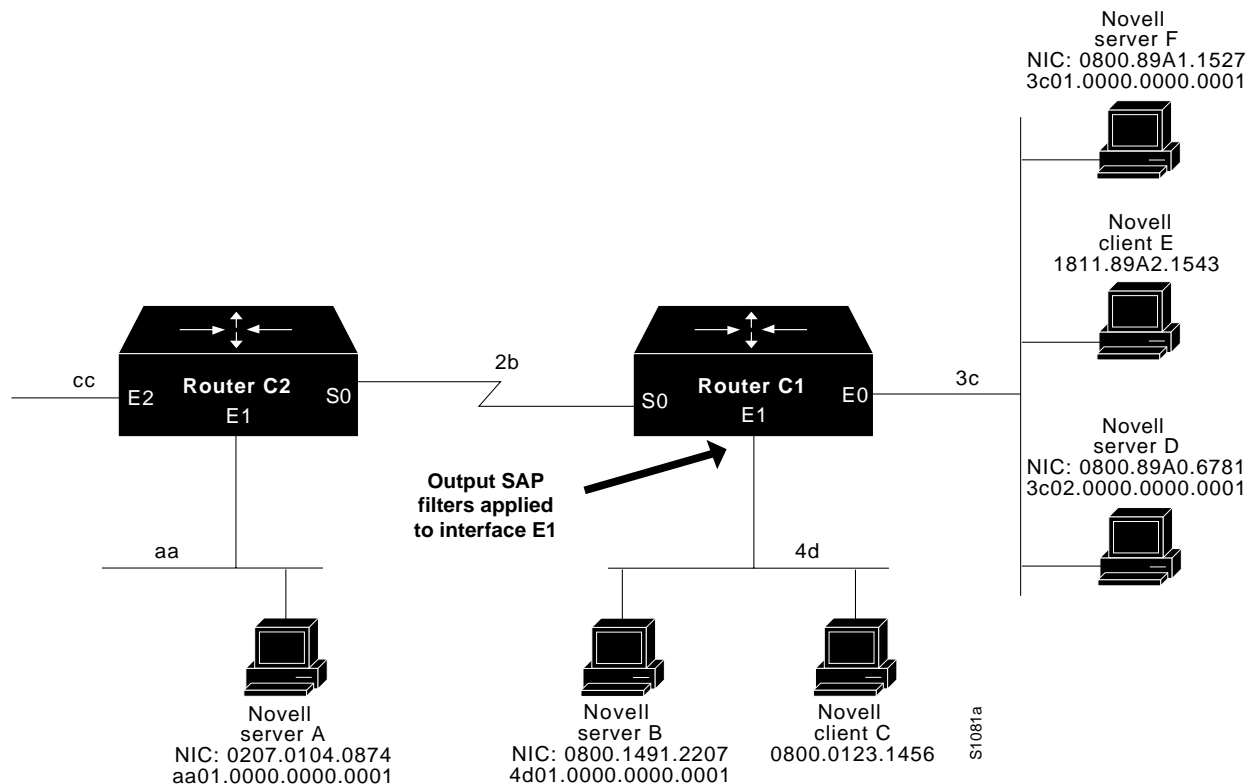 Novell
server F
NIC: 0800.89A1.1527
3c01.0000.0000.0001
Novell
client E
1811.89A2.1543
cc
E2
Router C2
S0
E1
2b
S0
Router C1
E0
E1
3c
Novell
server D
NIC: 0800.89A0.6781
3c02.0000.0000.0001
Output SAP
filters applied
to interface E1
aa
4d
Novell
server A
NIC: 0207.0104.0874
aa01.0000.0000.0001
Novell
server B
NIC: 0800.1491.2207
4d01.0000.0000.0001
Novell
client C
0800.0123.1456
S1081a